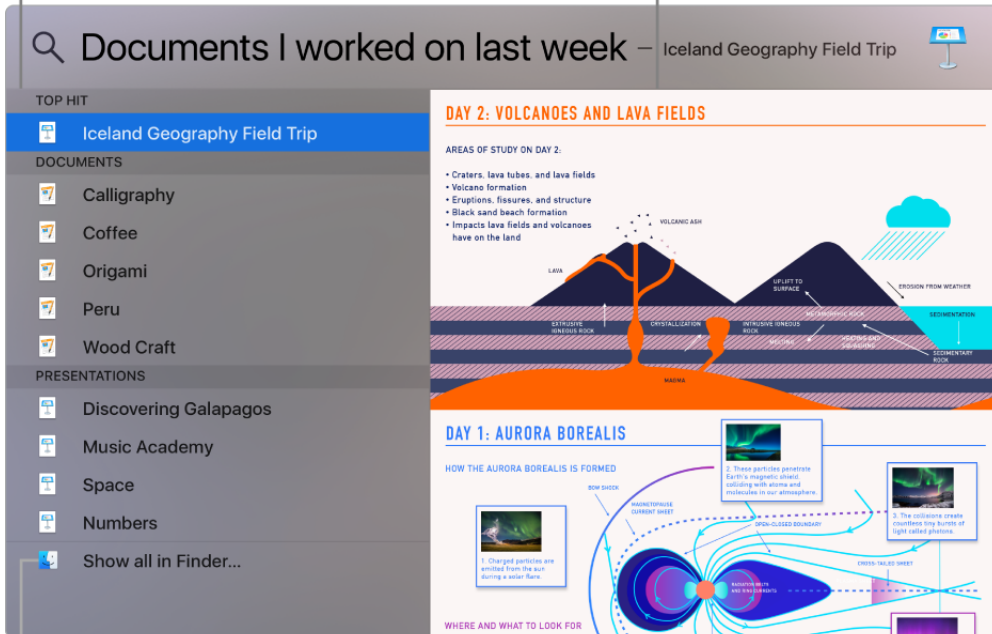 Documents I worked on last week – Iceland Geography Field Trip
TOP HIT
Iceland Geography Field Trip
DOCUMENTS
Calligraphy
Coffee
Origami
Peru
Wood Craft
PRESENTATIONS
Discovering Galapagos
Music Academy
Space
Numbers
Show all in Finder...
DAY 2: VOLCANOES AND LAVA FIELDS
AREAS OF STUDY ON DAY 2:
• Craters, lava tubes, and lava fields
• Volcano formation
• Eruptions, fissures, and structure
• Black sand beach formation
• Impacts lava fields and volcanoes
have on the land
VOLCANIC ASH
LAVA
UPLIFT TO
SURFACE
EROSION FROM WEATHER
EXTRUSIVE
IGNEOUS ROCK
CRYSTALLIZATION
INTRUSIVE IGNEOUS
ROCK
METAMORPHIC ROCK
SEDIMENTATION
MELTING
HEATING AND
SQUEEZING
SEDIMENTARY
ROCK
MAGMA
DAY 1: AURORA BOREALIS
HOW THE AURORA BOREALIS IS FORMED
BOW SHOCK
MAGNETOPAUSE
CURRENT SHEET
OPEN-CLOSED BOUNDARY
2. These particles penetrate
Earth's magnetic shield,
colliding with atoms and
molecules in our atmosphere.
3. The collisions create
countless tiny bursts of
light called photons.
1. Charged particles are
emitted from the sun
during a solar flare.
CROSS-TAILED SHEET
RADIATION BELTS
AND RING CURRENTS
WHERE AND WHAT TO LOOK FOR